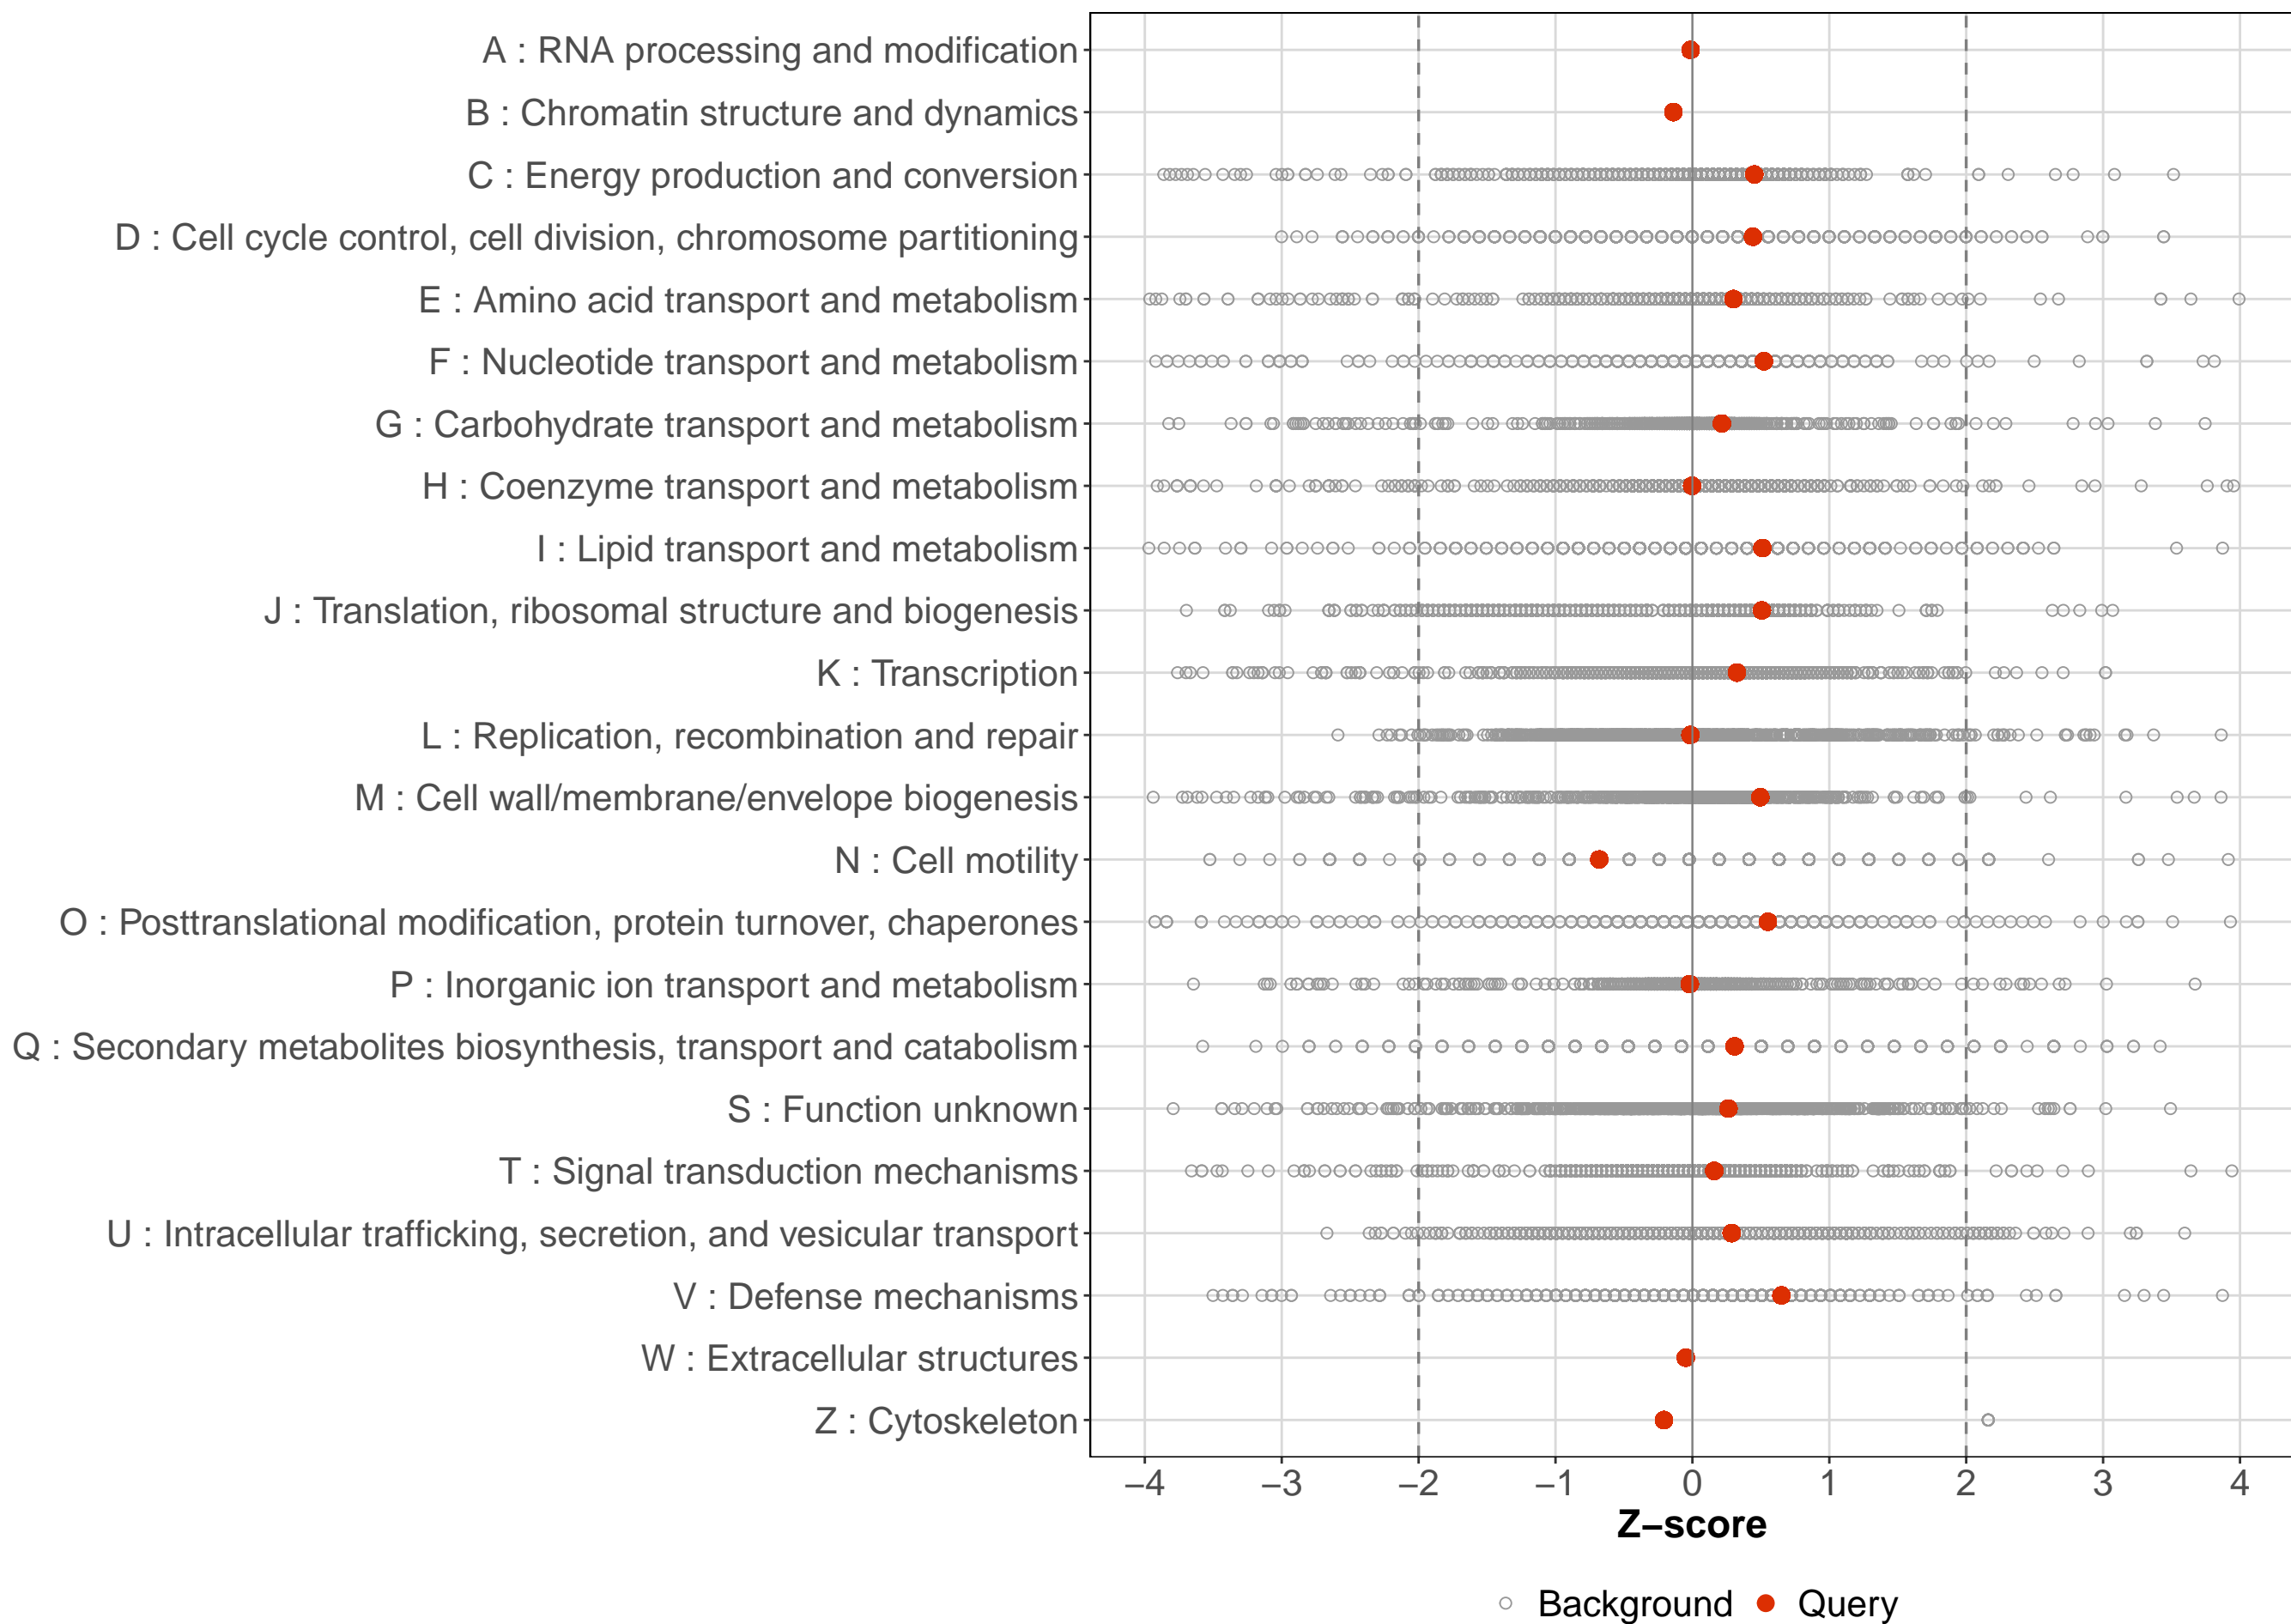 A : RNA processing and modification
B : Chromatin structure and dynamics
C : Energy production and conversion
D : Cell cycle control, cell division, chromosome partitioning
E : Amino acid transport and metabolism
F : Nucleotide transport and metabolism
G : Carbohydrate transport and metabolism
H : Coenzyme transport and metabolism
I : Lipid transport and metabolism
J : Translation, ribosomal structure and biogenesis
K : Transcription
L : Replication, recombination and repair
M : Cell wall/membrane/envelope biogenesis
N : Cell motility
O : Posttranslational modification, protein turnover, chaperones
P : Inorganic ion transport and metabolism
Q : Secondary metabolites biosynthesis, transport and catabolism
S : Function unknown
T : Signal transduction mechanisms
U : Intracellular trafficking, secretion, and vesicular transport
V : Defense mechanisms
W : Extracellular structures
Z : Cytoskeleton
−4 −3 −2 −1 0 1 2 3 4
Z−score
Background Query